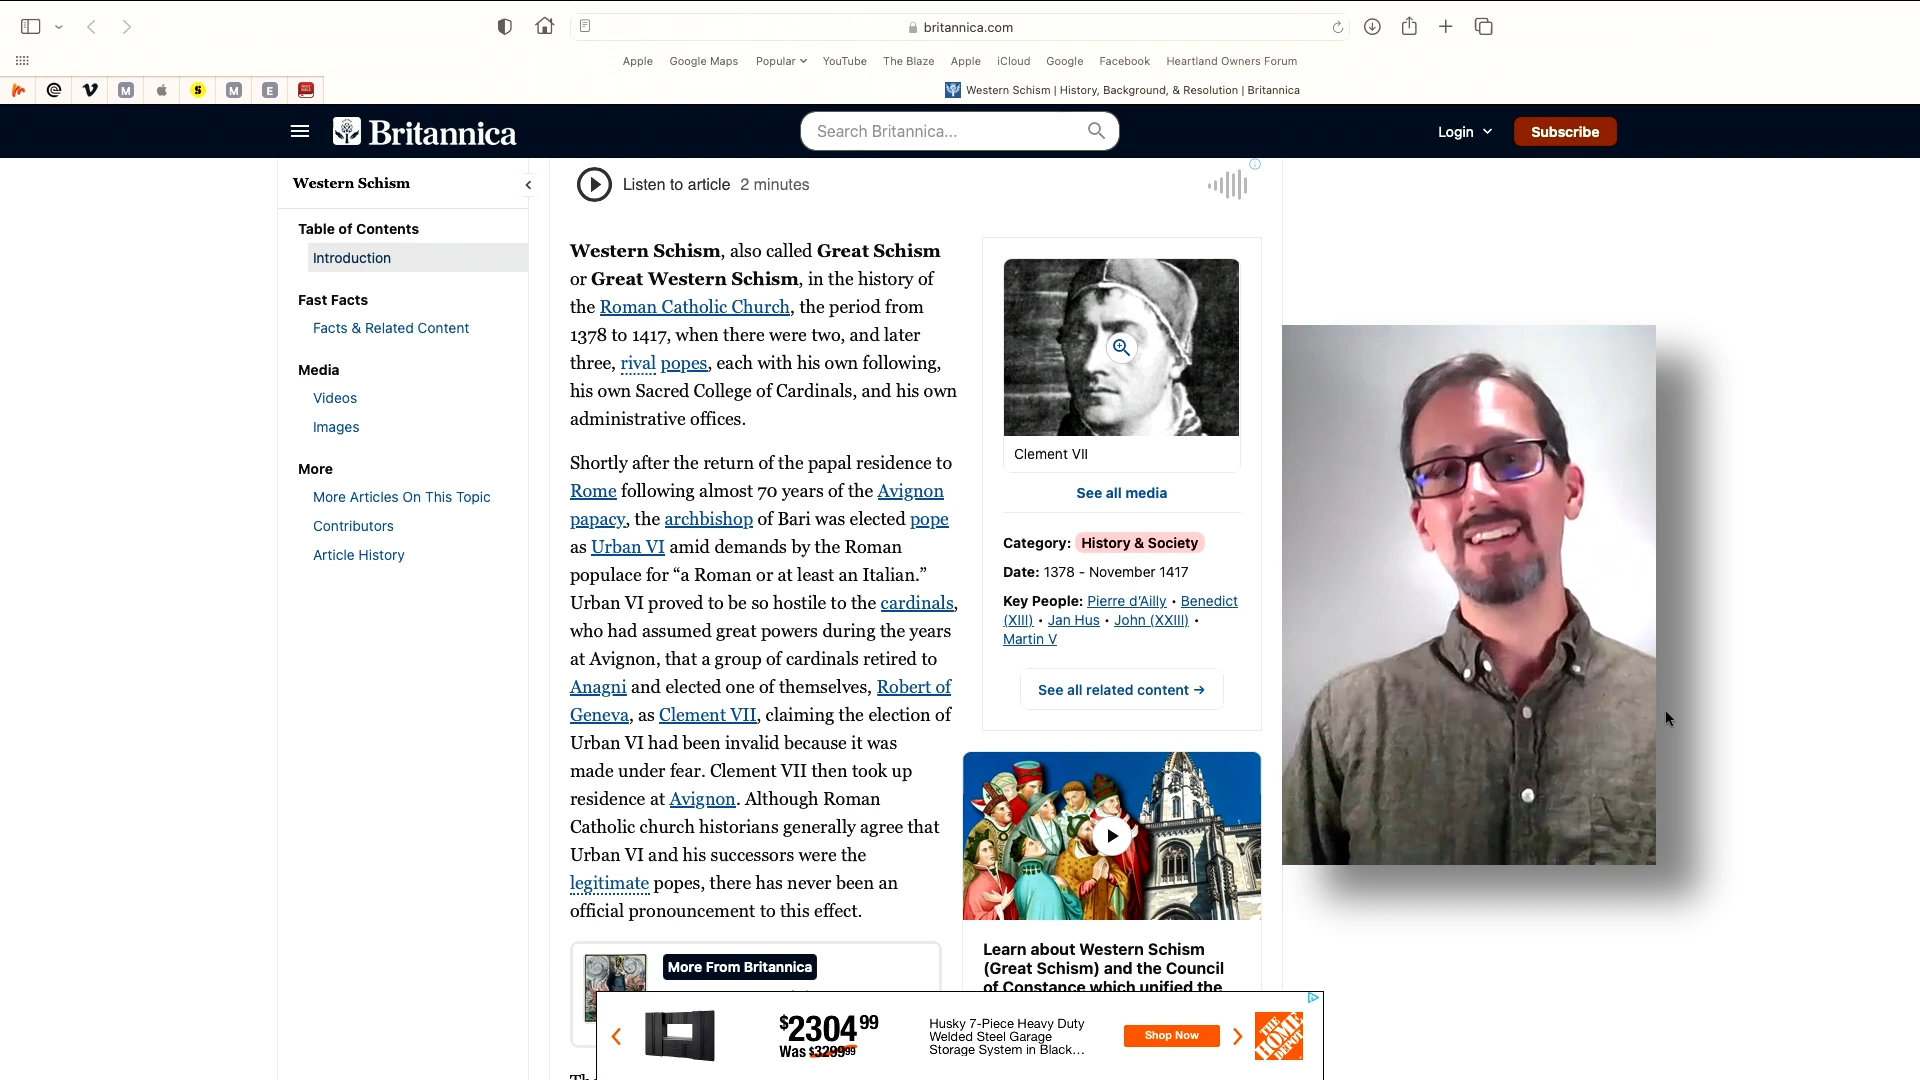 britannica.com
Apple Google Maps Popular YouTube The Blaze Apple iCloud Google Facebook Heartland Owners Forum
M S M E Western Schism | History, Background, & Resolution | Britannica
Britannica Search Britannica... Login Subscribe
Western Schism
Table of Contents
Introduction
Fast Facts
Facts & Related Content
Media
Videos
Images
More
More Articles On This Topic
Contributors
Article History
Listen to article 2 minutes
Western Schism, also called Great Schism
or Great Western Schism, in the history of
the Roman Catholic Church, the period from
1378 to 1417, when there were two, and later
three, rival popes, each with his own following,
his own Sacred College of Cardinals, and his own
administrative offices.
Shortly after the return of the papal residence to
Rome following almost 70 years of the Avignon
papacy, the archbishop of Bari was elected pope
as Urban VI amid demands by the Roman
populace for “a Roman or at least an Italian.”
Urban VI proved to be so hostile to the cardinals,
who had assumed great powers during the years
at Avignon, that a group of cardinals retired to
Anagni and elected one of themselves, Robert of
Geneva, as Clement VII, claiming the election of
Urban VI had been invalid because it was
made under fear. Clement VII then took up
residence at Avignon. Although Roman
Catholic church historians generally agree that
Urban VI and his successors were the
legitimate popes, there has never been an
official pronouncement to this effect.
More From Britannica
Clement VII
See all media
Category: History & Society
Date: 1378 - November 1417
Key People: Pierre d'Ailly • Benedict
(XIII) • Jan Hus • John (XXIII) •
Martin V
See all related content →
Learn about Western Schism
(Great Schism) and the Council
of Constance which unified the
$2304 99
Was $3299 99
Husky 7-Piece Heavy Duty
Welded Steel Garage
Storage System in Black...
Shop Now
THE HOME DEPOT